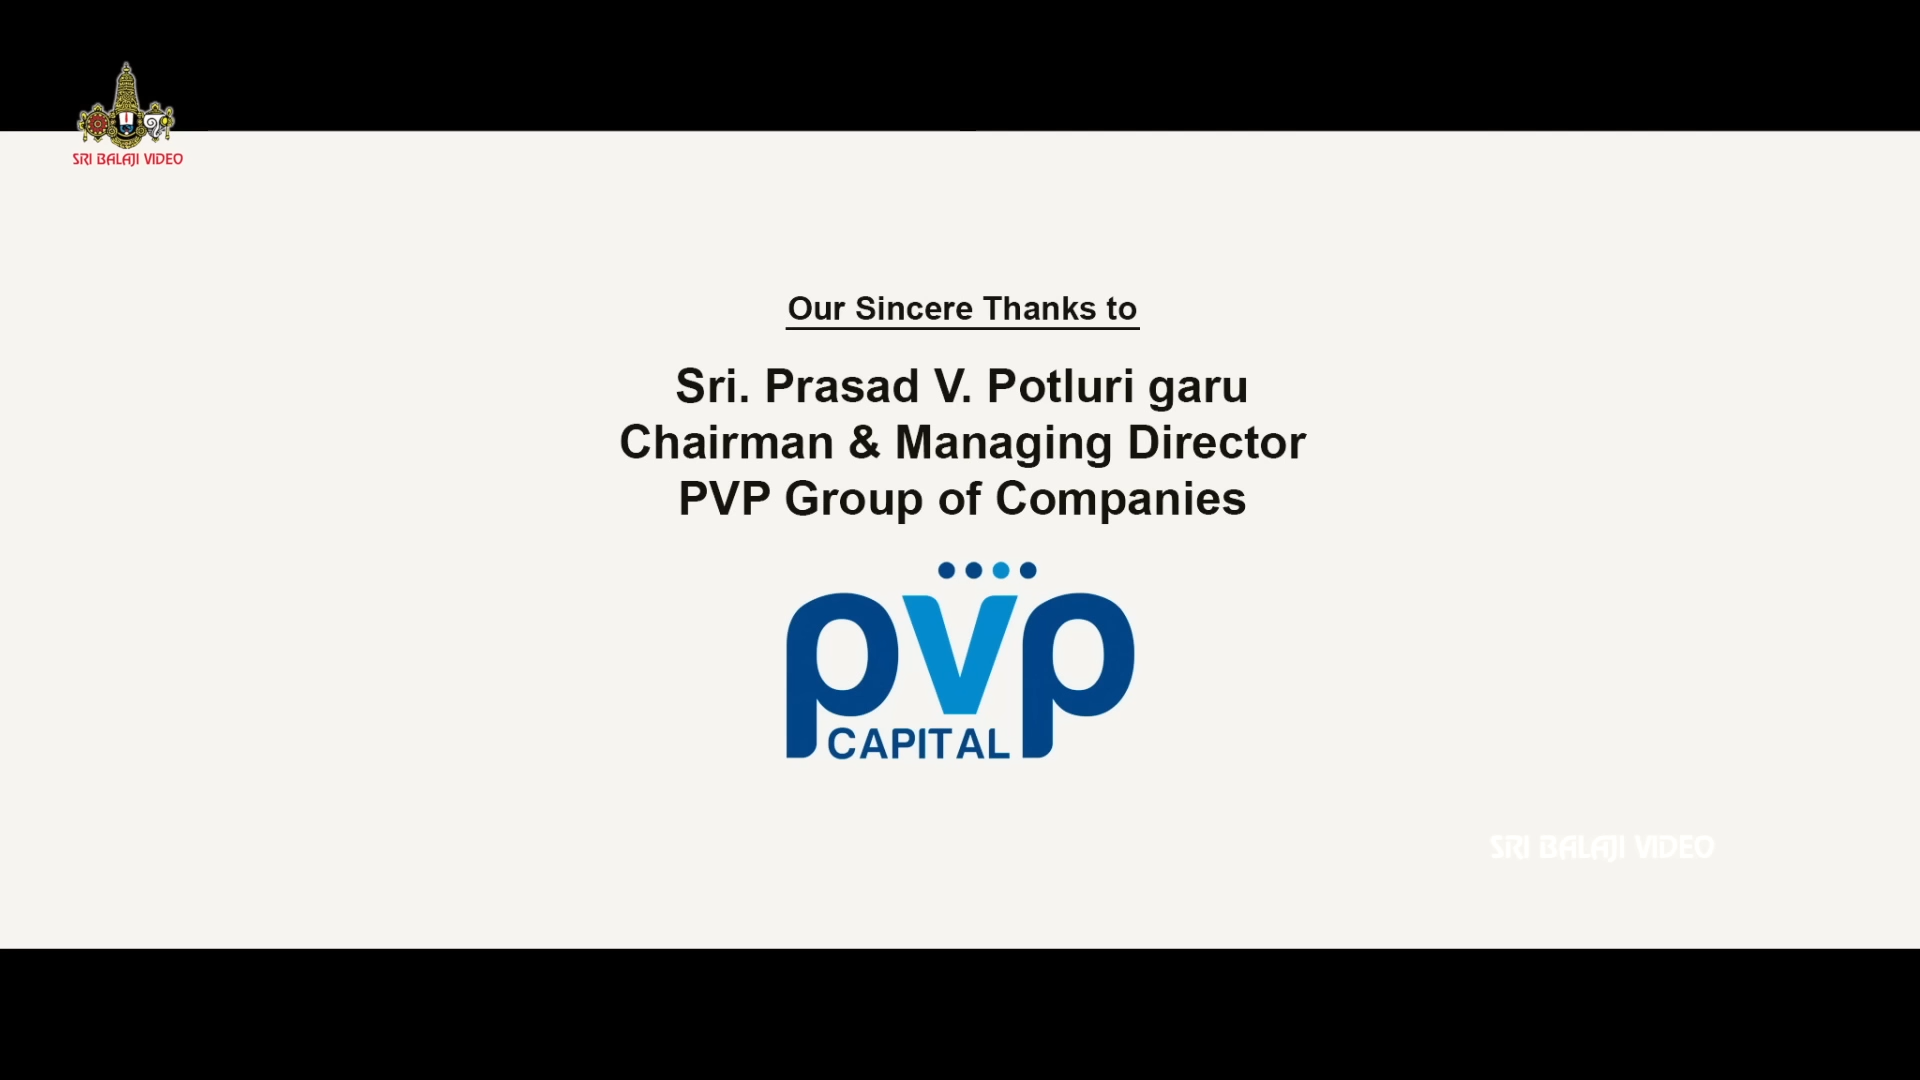 SRI BALAJI VIDEO
Our Sincere Thanks to
Sri. Prasad V. Potluri garu
Chairman & Managing Director
PVP Group of Companies
pvp
CAPITAL
SRI BALAJI VIDEO